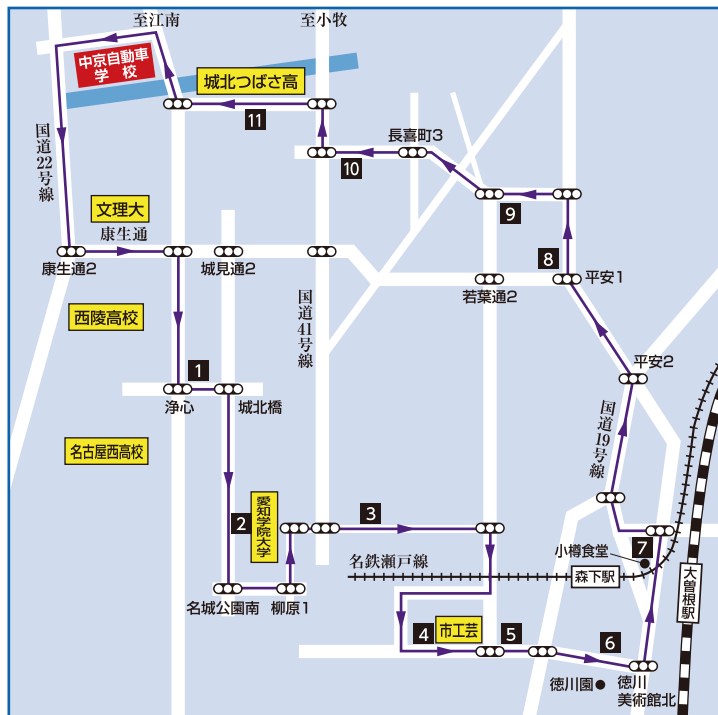 至江南
至小牧
中京自動車
学校
城北つばさ高
11
長喜町3
10
国道22号線
文理大
康生通
9
8
康生通2
城見通2
若葉通2
平安1
国道41号線
西陵高校
1
平安2
浄心
城北橋
国道19号線
名古屋西高校
2
愛知学院大学
3
7
小樽食堂
名鉄瀬戸線
森下駅
大曽根駅
名城公園南
柳原1
4
市工芸
5
6
徳川園
徳川
美術館北